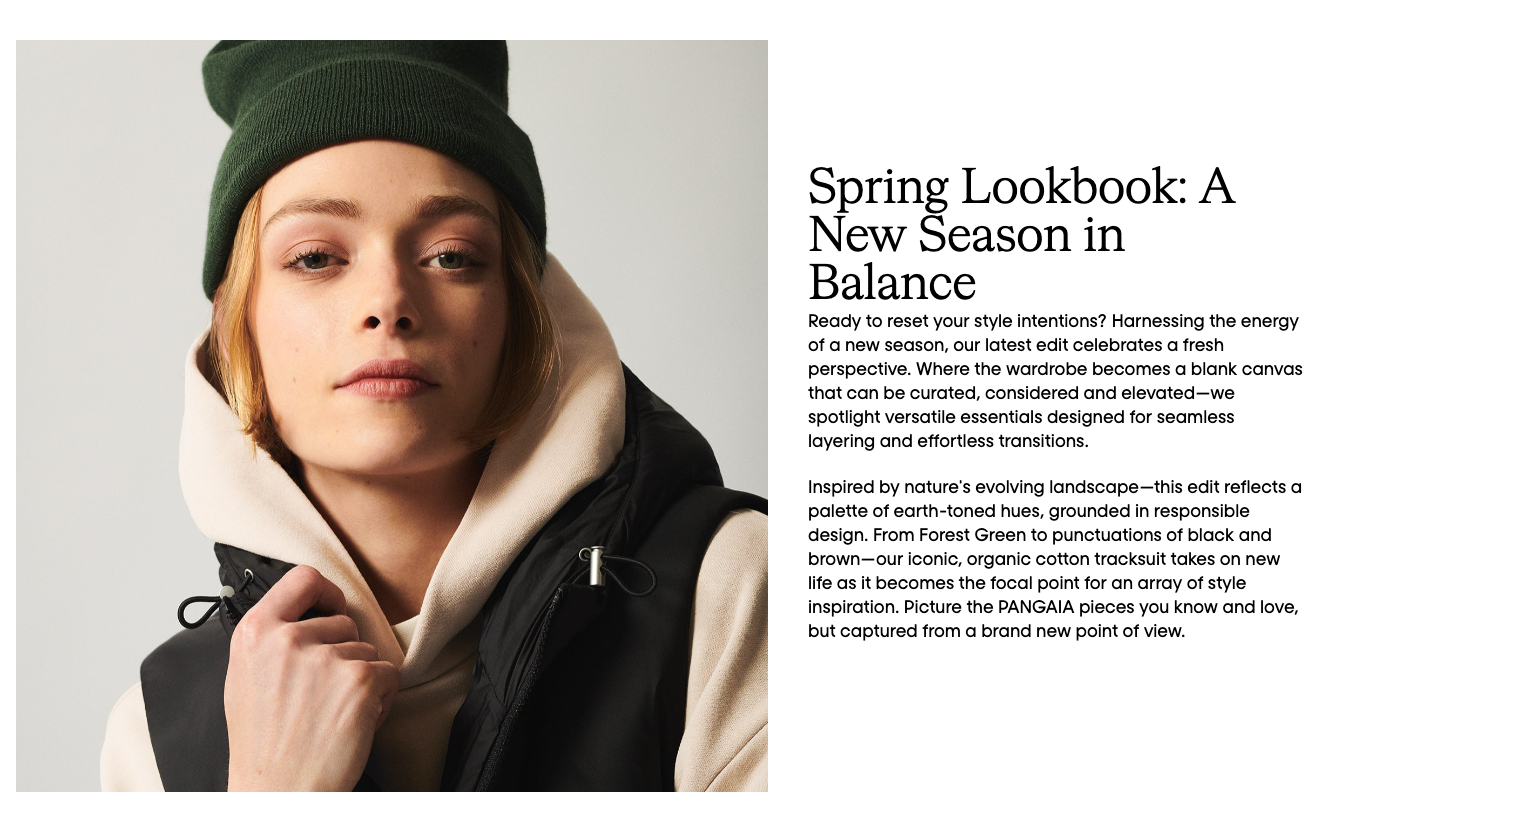 Spring Lookbook: A
New Season in
Balance
Ready to reset your style intentions? Harnessing the energy
of a new season, our latest edit celebrates a fresh
perspective. Where the wardrobe becomes a blank canvas
that can be curated, considered and elevated—we
spotlight versatile essentials designed for seamless
layering and effortless transitions.
Inspired by nature's evolving landscape—this edit reflects a
palette of earth-toned hues, grounded in responsible
design. From Forest Green to punctuations of black and
brown—our iconic, organic cotton tracksuit takes on new
life as it becomes the focal point for an array of style
inspiration. Picture the PANGAIA pieces you know and love,
but captured from a brand new point of view.